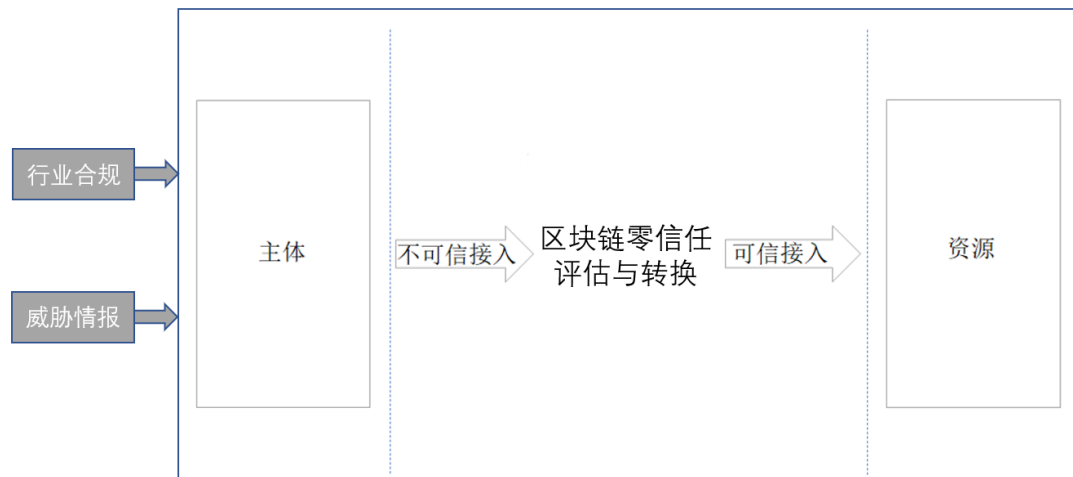 行业合规
威胁情报
主体
不可信接入
区块链零信任
评估与转换
可信接入
资源